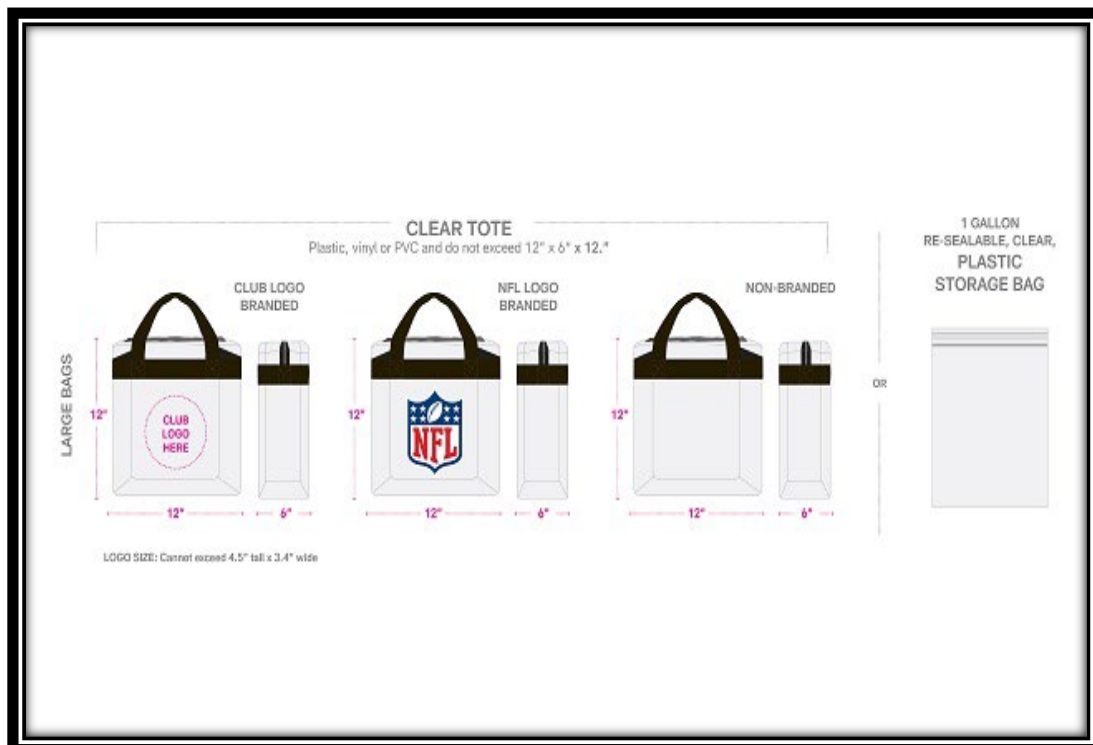 CLEAR TOTE
Plastic, vinyl or PVC and do not exceed 12" x 6" x 12."
CLUB LOGO
BRANDED
NFL LOGO
BRANDED
NON-BRANDED
1 GALLON
RE-SEALABLE, CLEAR,
PLASTIC
STORAGE BAG
LARGE BAGS
12"
CLUB
LOGO
HERE
12"
6"
12"
NFL
12"
6"
12"
12"
6"
OR
LOGO SIZE: Cannot exceed 4.5" tall x 3.4" wide